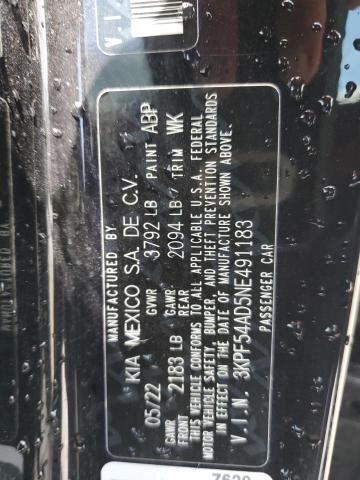 MANUFACTURED BY
KIA MEXICO S.A. DE C.V.
05/22 GVWR 3792 LB PAINT ABP
GAWR FRONT 2183 LB GAWR REAR 2094 LB TRIM WK
THIS VEHICLE CONFORMS TO ALL APPLICABLE U.S.A. FEDERAL
MOTOR VEHICLE SAFETY, BUMPER, AND THEFT PREVENTION STANDARDS
IN EFFECT ON THE DATE OF MANUFACTURE SHOWN ABOVE.
V.I.N. 3KPF54AD5NE491183
PASSENGER CAR
V.I.